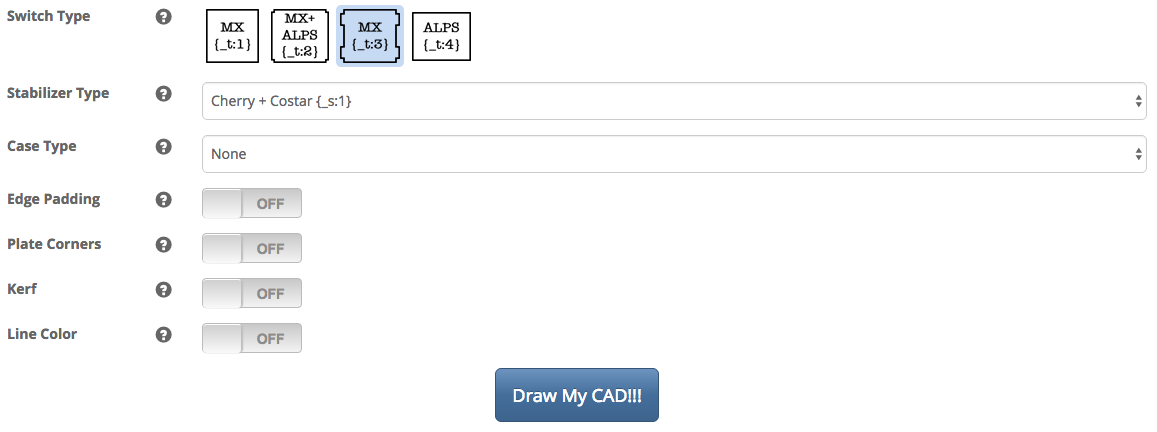 Switch Type
MX
{_t:1}
MX+
ALPS
{_t:2}
MX
{_t:3}
ALPS
{_t:4}
Stabilizer Type
Cherry + Costar {_s:1}
Case Type
None
Edge Padding
OFF
Plate Corners
OFF
Kerf
OFF
Line Color
OFF
Draw My CAD!!!